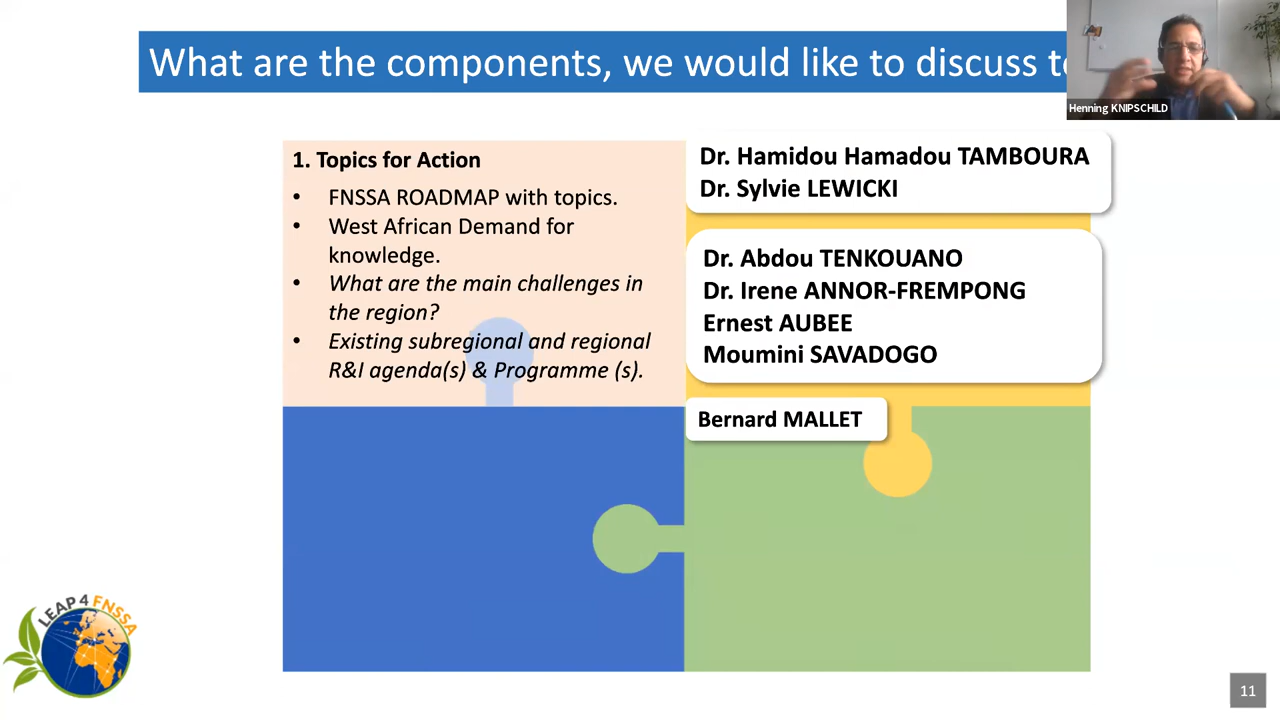 What are the components, we would like to discuss
Henning KNIPSCHILD
1. Topics for Action
• FNSSA ROADMAP with topics.
• West African Demand for
knowledge.
• What are the main challenges in
the region?
• Existing subregional and regional
R&I agenda(s) & Programme (s).
Dr. Hamidou Hamadou TAMBOURA
Dr. Sylvie LEWICKI
Dr. Abdou TENKOUANO
Dr. Irene ANNOR-FREMPONG
Ernest AUBEE
Moumini SAVADOGO
Bernard MALLET
LEAP 4 FNSSA
11